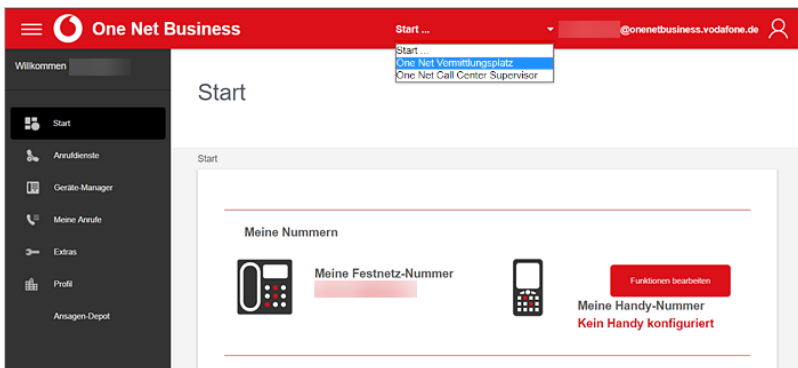 One Net Business
Start ...
@onenetbusiness.vodafone.de
Start ...
One Net Vermittlungsplatz
One Net Call Center Supervisor
Willkommen
Start
Start
Anrufdienste
Geräte-Manager
Meine Anrufe
Extras
Profil
Ansagen-Depot
Start
Meine Nummern
Meine Festnetz-Nummer
Funktionen bearbeiten
Meine Handy-Nummer
Kein Handy konfiguriert